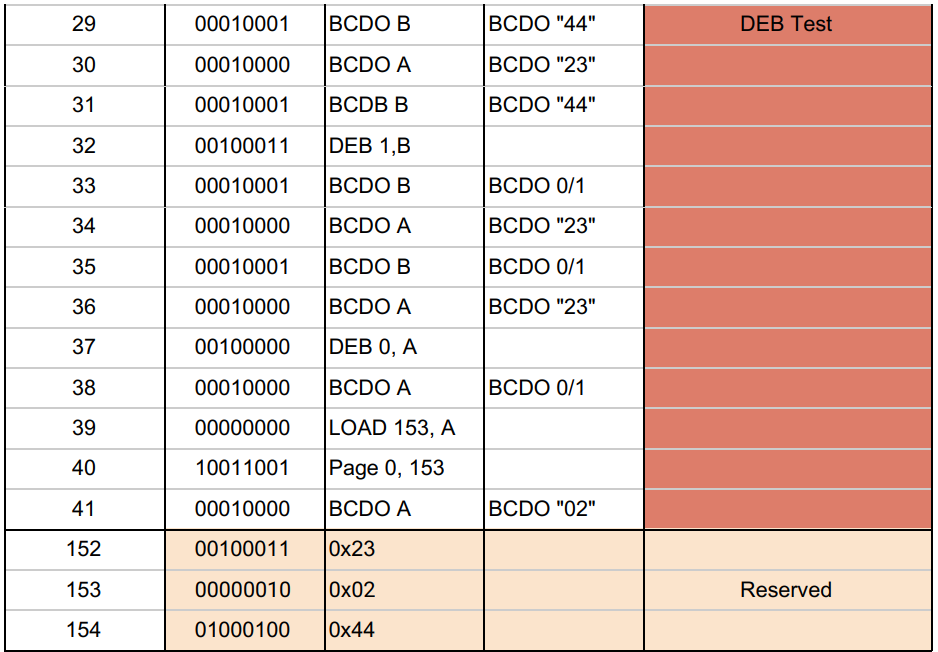 29 00010001 BCDO B BCDO "44" DEB Test
30 00010000 BCDO A BCDO "23"
31 00010001 BCDB B BCDO "44"
32 00100011 DEB 1,B
33 00010001 BCDO B BCDO 0/1
34 00010000 BCDO A BCDO "23"
35 00010001 BCDO B BCDO 0/1
36 00010000 BCDO A BCDO "23"
37 00100000 DEB 0, A
38 00010000 BCDO A BCDO 0/1
39 00000000 LOAD 153, A
40 10011001 Page 0, 153
41 00010000 BCDO A BCDO "02"
152 00100011 0x23
153 00000010 0x02 Reserved
154 01000100 0x44